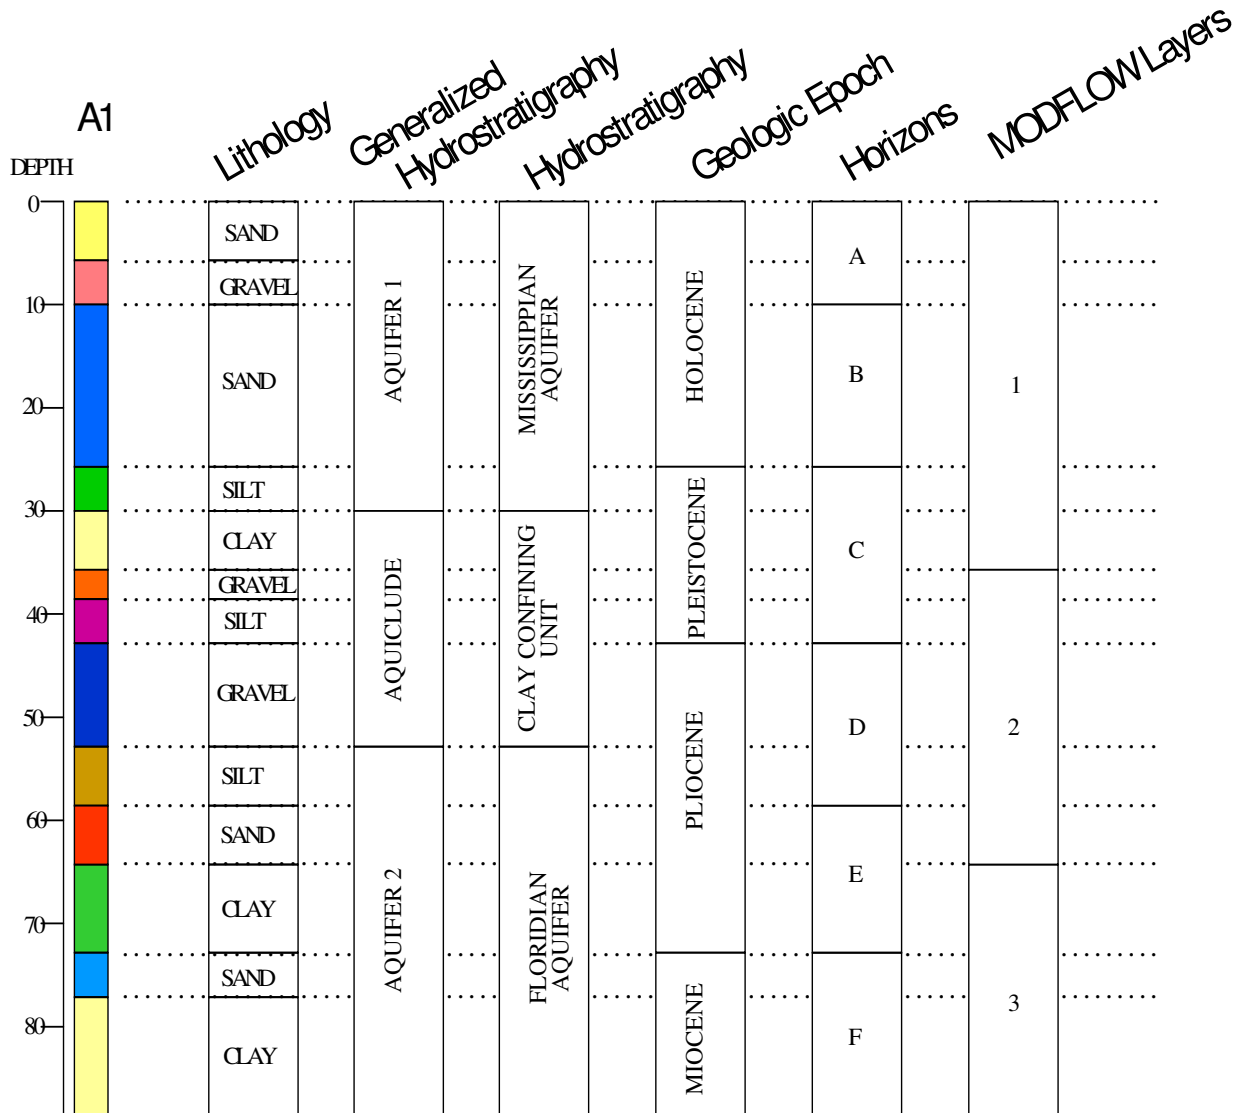 A1
Lithology
Generalized
Hydrostratigraphy
Hydrostratigraphy
Geologic Epoch
Horizons
MODFLOW Layers
DEPTH
0
10
20
30
40
50
60
70
80
SAND
GRAVEL
SAND
SILT
CLAY
GRAVEL
SILT
GRAVEL
SILT
SAND
CLAY
SAND
CLAY
AQUIFER 1
AQUICLUDE
AQUIFER 2
MISSISSIPPIAN
AQUIFER
CLAY CONFINING
UNIT
FLORIDIAN
AQUIFER
HOLOCENE
PLEISTOCENE
PLIOCENE
MIOCENE
A
B
C
D
E
F
1
2
3